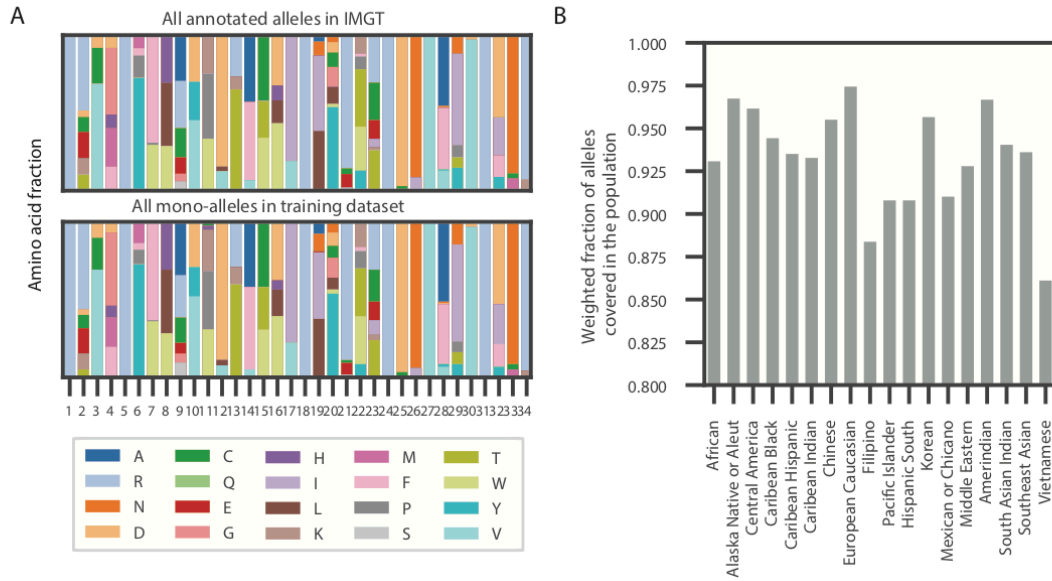 A
All annotated alleles in IMGT
All mono-alleles in training dataset
Amino acid fraction
1 2 3 4 5 6 7 8 9 10 11 12 13 14 15 16 17 18 19 20 21 22 23 24 25 26 27 28 29 30 31 32 33 34
A C H M T
R Q I F W
N E L P Y
D G K S V
B
Weighted fraction of alleles
covered in the population
1.000
0.975
0.950
0.925
0.900
0.875
0.850
0.825
0.800
African
Alaska Native or Aleut
Central America
Caribean Black
Caribean Hispanic
Caribean Indian
Chinese
European Caucasian
Filipino
Pacific Islander
Hispanic South
Korean
Mexican or Chicano
Middle Eastern
Amerindian
South Asian Indian
Southeast Asian
Vietnamese